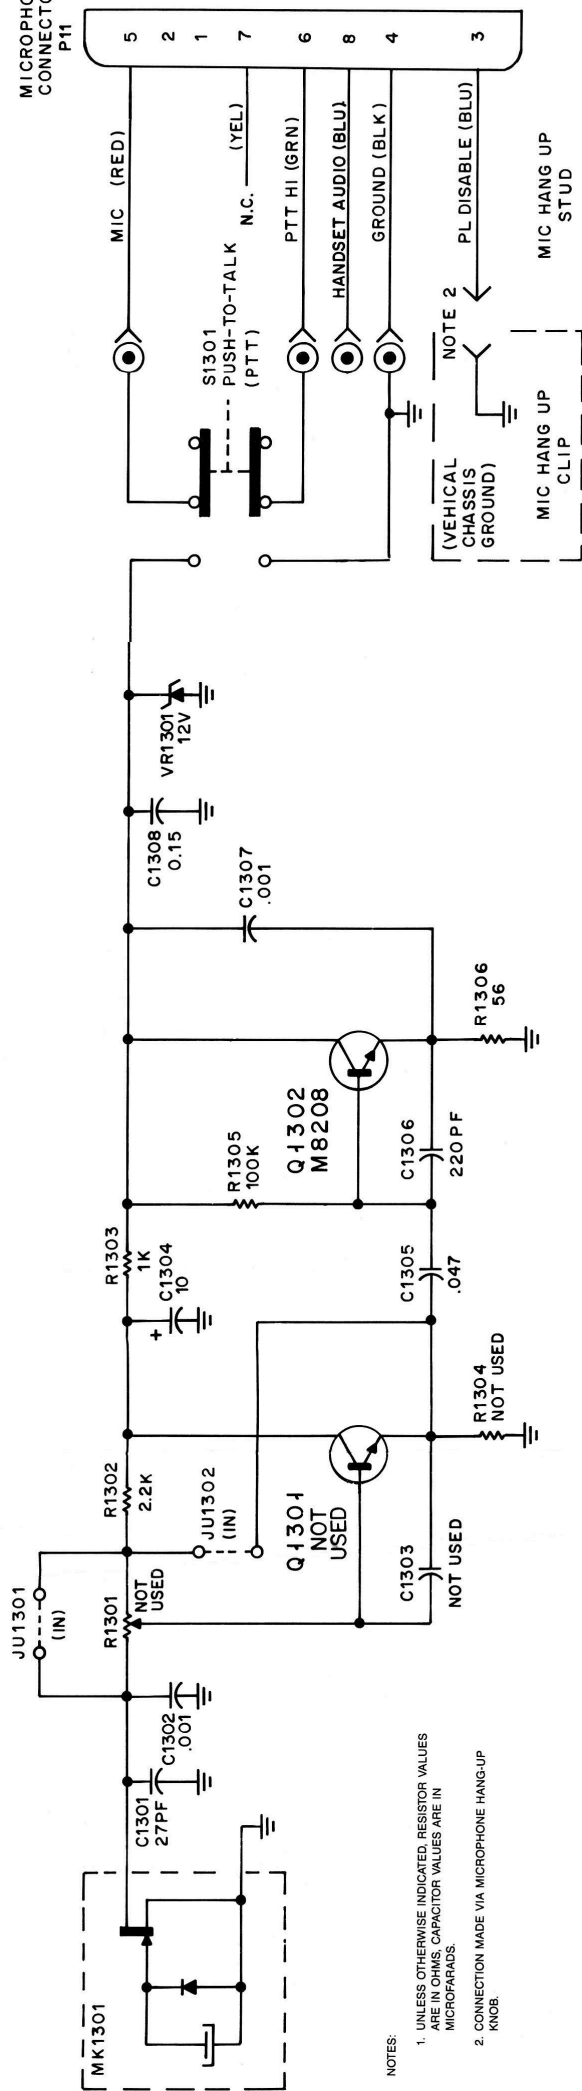 MICROPHO
CONNECTO
P11
5
2
1
7
6
8
4
3
MIC (RED)
(YEL)
N.C.
PTT HI (GRN)
HANDSET AUDIO (BLU)
GROUND (BLK)
PL DISABLE (BLU)
MIC HANG UP
STUD
S1301
PUSH-TO-TALK
(PTT)
NOTE 2
(VEHICAL
CHASSIS
GROUND)
MIC HANG UP
CLIP
VR1301
12V
C1308
0.15
C1307
.001
R1306
56
Q1302
M8208
R1305
100K
C1306
220PF
R1303
1K
C1304
10
+
C1305
.047
R1304
NOT USED
R1302
2.2K
JU1302
(IN)
Q1301
NOT
USED
C1303
NOT USED
JU1301
(IN)
R1301
NOT
USED
C1302
.001
C1301
27PF
MK1301
NOTES:
1. UNLESS OTHERWISE INDICATED, RESISTOR VALUES
ARE IN OHMS, CAPACITOR VALUES ARE IN
MICROFARADS.
2. CONNECTION MADE VIA MICROPHONE HANG-UP
KNOB.